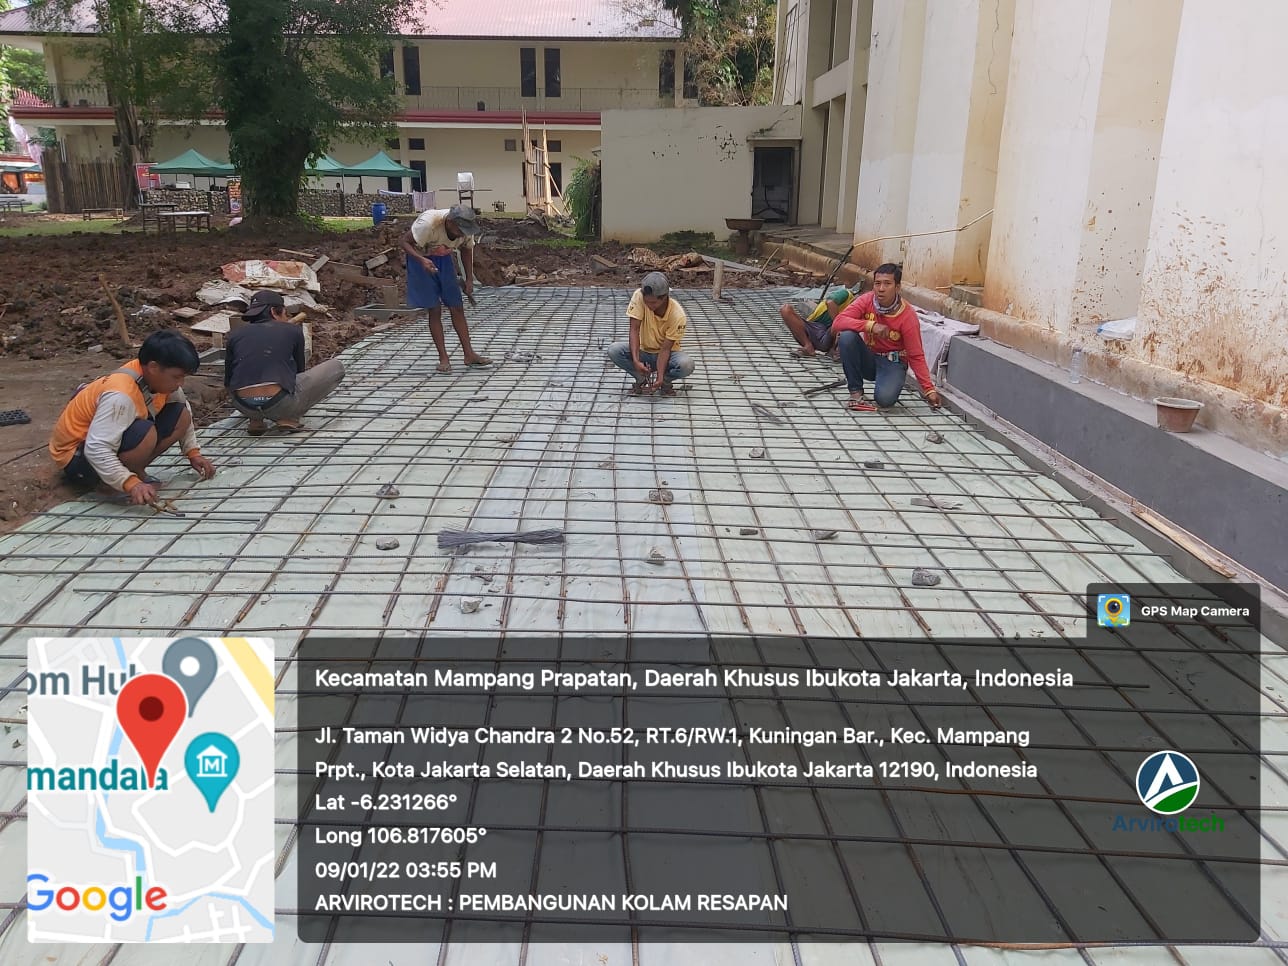 GPS Map Camera
om Hu
mandala
Google
Kecamatan Mampang Prapatan, Daerah Khusus Ibukota Jakarta, Indonesia
Jl. Taman Widya Chandra 2 No.52, RT.6/RW.1, Kuningan Bar., Kec. Mampang
Prpt., Kota Jakarta Selatan, Daerah Khusus Ibukota Jakarta 12190, Indonesia
Lat -6.231266°
Long 106.817605°
09/01/22 03:55 PM
ARVIROTECH : PEMBANGUNAN KOLAM RESAPAN
Arvirotech